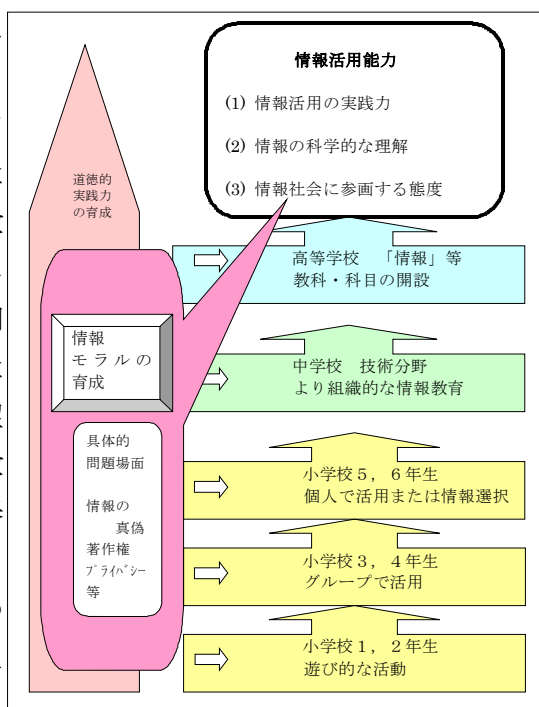 情報活用能力
(1) 情報活用の実践力
(2) 情報の科学的な理解
(3) 情報社会に参画する態度
道徳的
実践力
の育成
高等学校 「情報」等
教科・科目の開設
情報
モラルの
育成
中学校 技術分野
より組織的な情報教育
具体的
問題場面
情報の
真偽
著作権
プライバシー
等
小学校5,6年生
個人で活用または情報選択
小学校3,4年生
グループで活用
小学校1,2年生
遊び的な活動